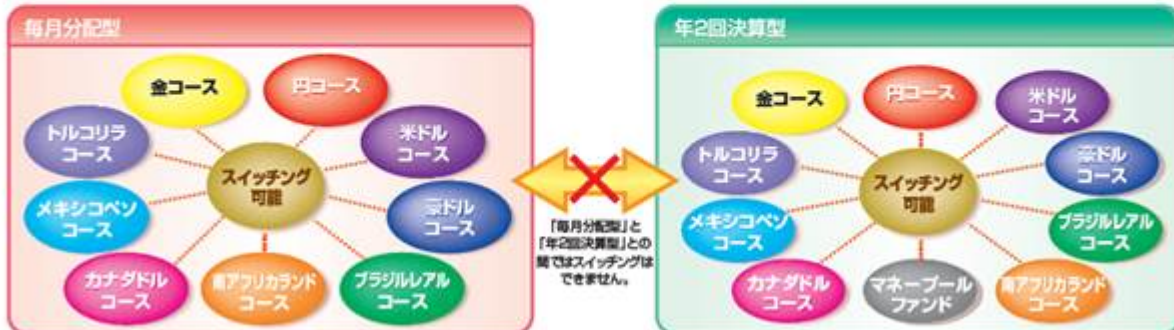 毎月分配型
金コース
円コース
トルコリラ
コース
米ドル
コース
スイッチング
可能
メキシコペソ
コース
豪ドル
コース
カナダドル
コース
南アフリカランド
コース
ブラジルレアル
コース
「毎月分配型」と
「年2回決算型」との
間ではスイッチングは
できません。
年2回決算型
金コース
円コース
米ドル
コース
トルコリラ
コース
豪ドル
コース
スイッチング
可能
メキシコペソ
コース
ブラジルレアル
コース
カナダドル
コース
マネープール
ファンド
南アフリカランド
コース